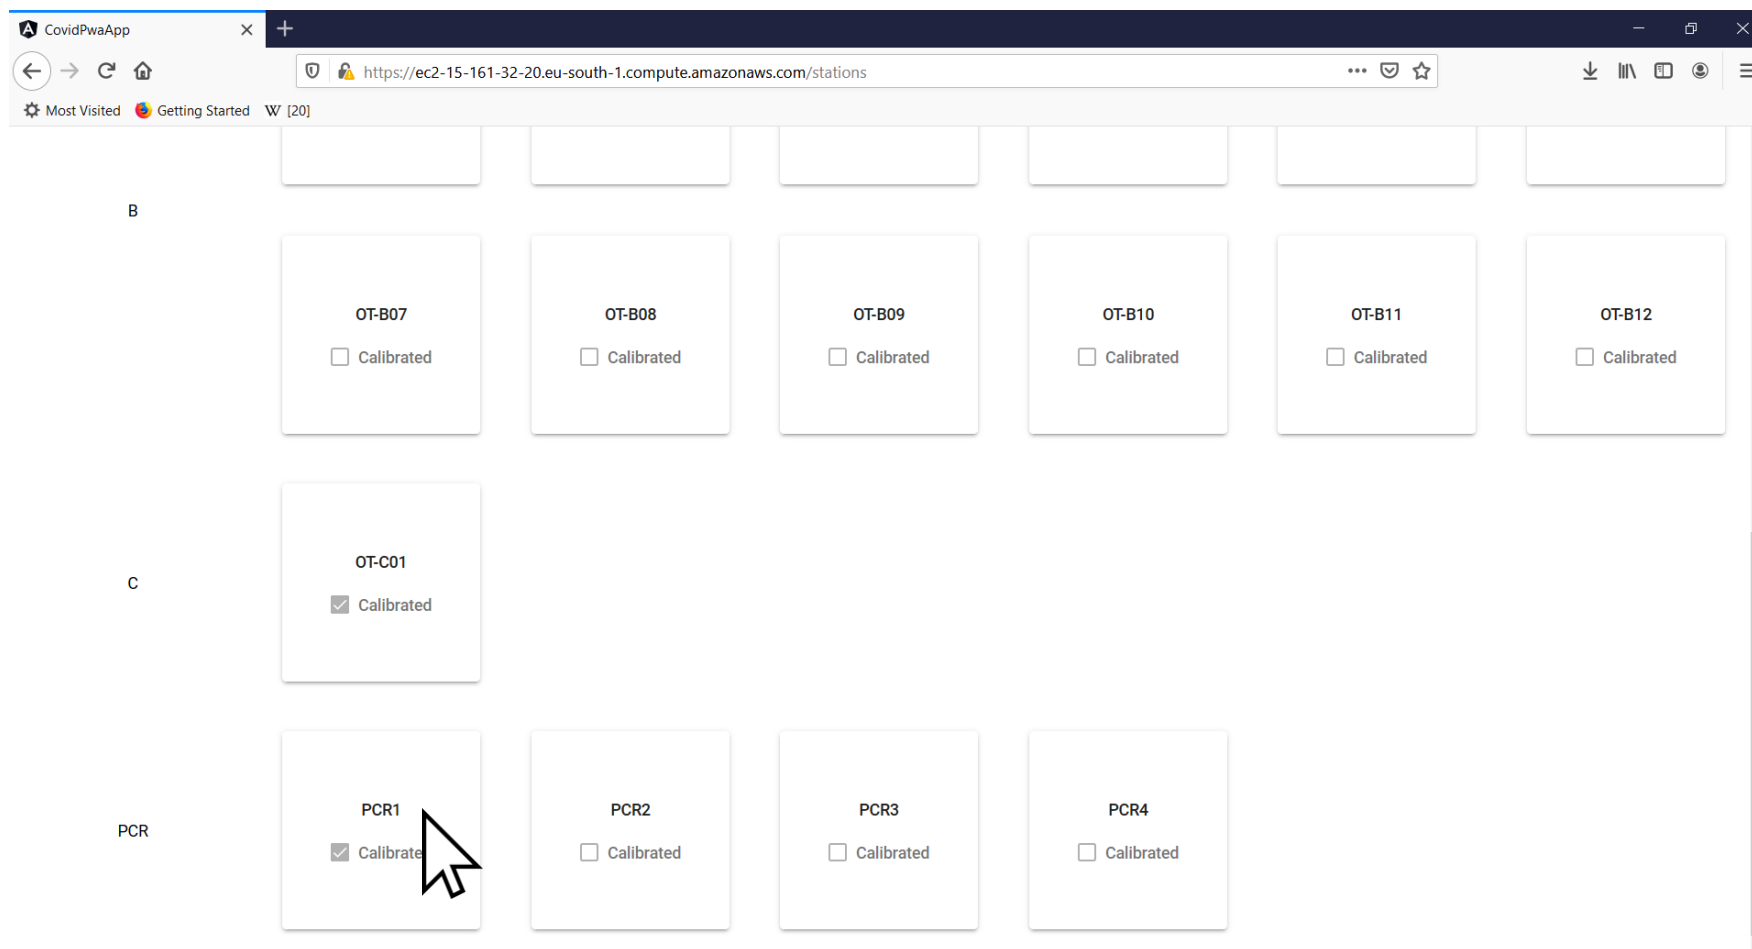 CovidPwaApp
https://ec2-15-161-32-20.eu-south-1.compute.amazonaws.com/stations
Most Visited Getting Started W [20]
B
OT-B07 OT-B08 OT-B09 OT-B10 OT-B11 OT-B12
Calibrated Calibrated Calibrated Calibrated Calibrated Calibrated
C
OT-C01
Calibrated
PCR
PCR1 PCR2 PCR3 PCR4
Calibrate Calibrated Calibrated Calibrated